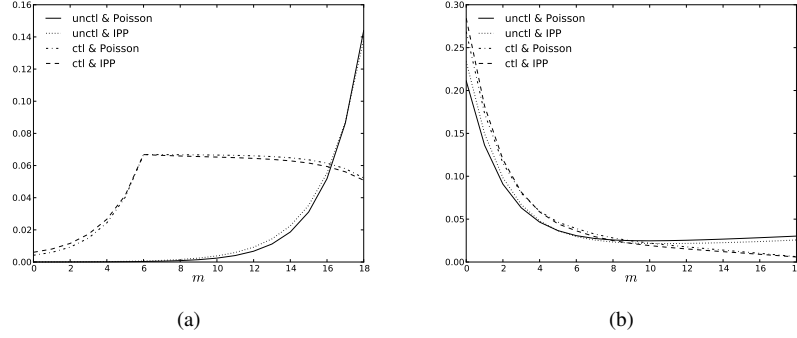 0.16
0.14
0.12
0.10
0.08
0.06
0.04
0.02
0.00
unctl & Poisson
unctl & IPP
ctl & Poisson
ctl & IPP
0 2 4 6 8 10 12 14 16 18
m
(a)
0.30
0.25
0.20
0.15
0.10
0.05
0.00
unctl & Poisson
unctl & IPP
ctl & Poisson
ctl & IPP
0 2 4 6 8 10 12 14 16 18
m
(b)